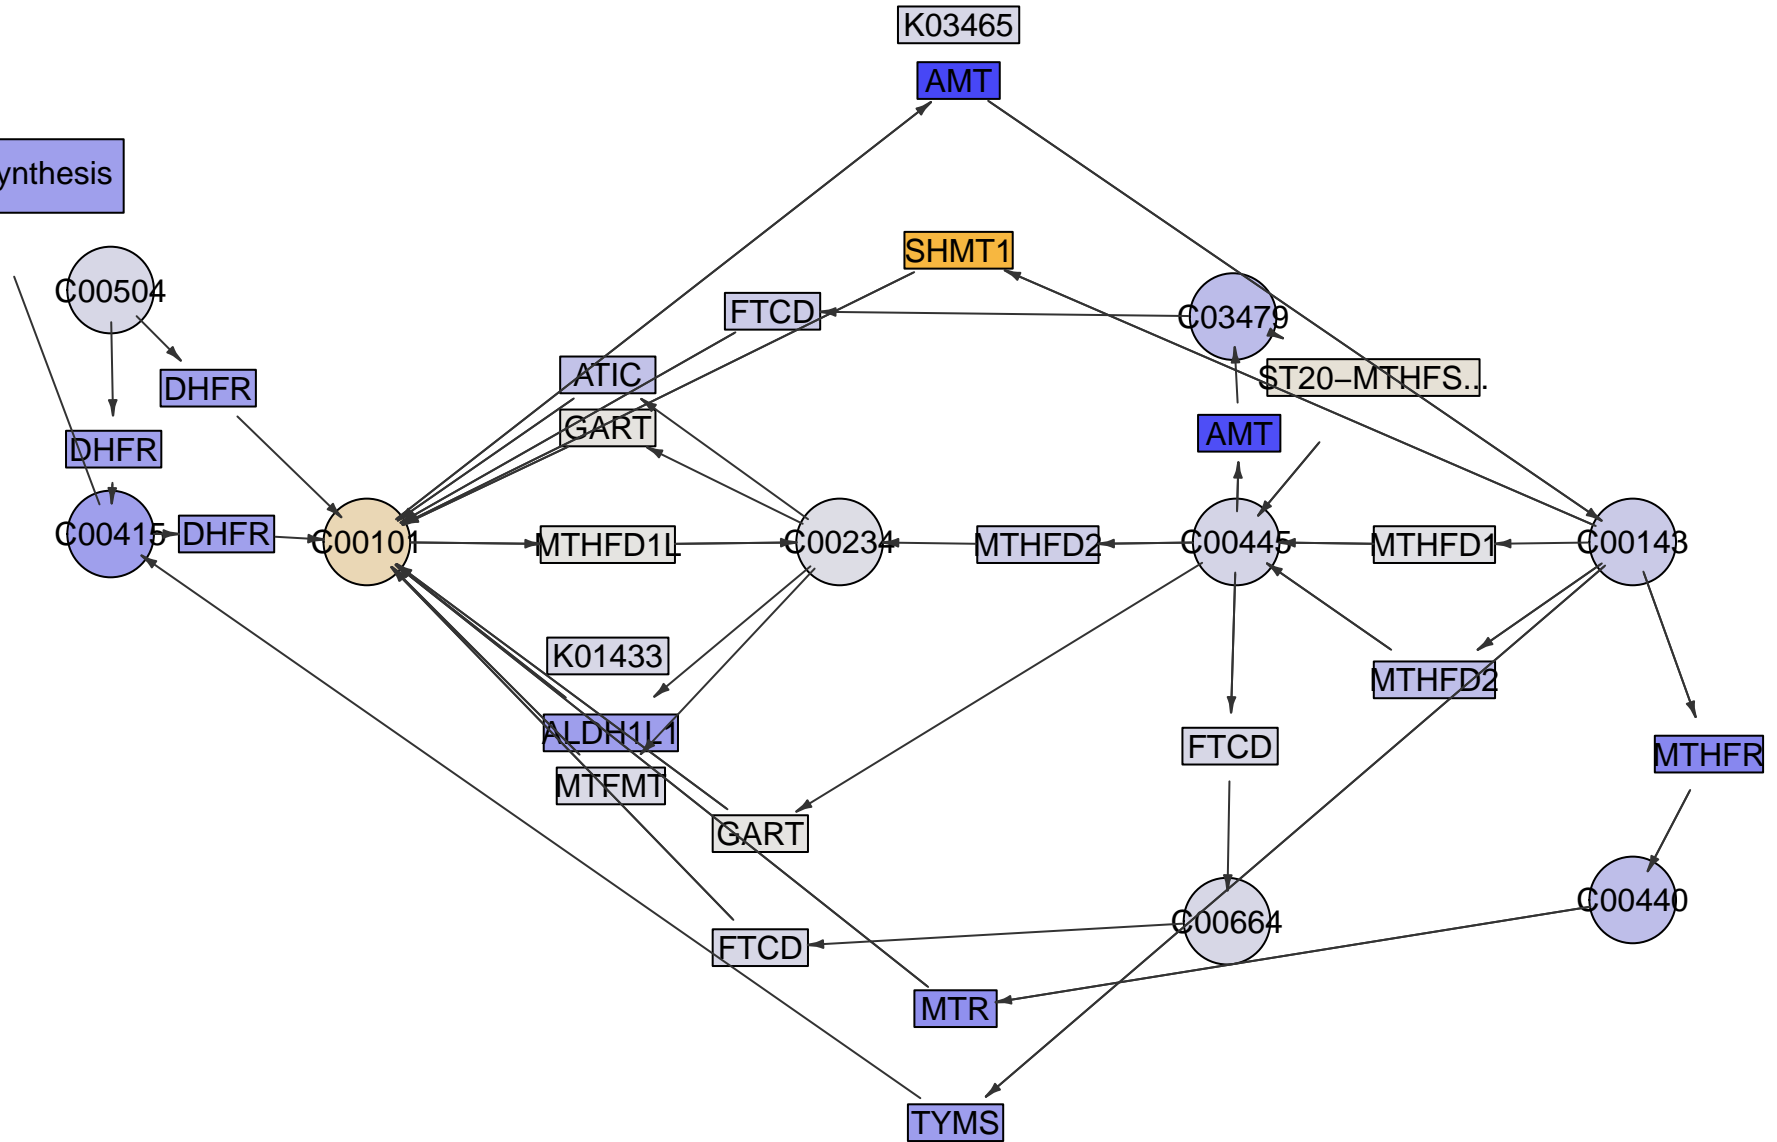 K03465
AMT
ynthesis
SHMT1
C00504
FTCD
C03479
ATIC
ST20−MTHFS...
DHFR
GART
AMT
DHFR
C00415
DHFR
C00101
MTHFD1L
C00234
MTHFD2
C00445
MTHFD1
C00143
K01433
MTHFD2
ALDH1L1
FTCD
MTHFR
MTFMT
GART
C00440
C00664
FTCD
MTR
TYMS